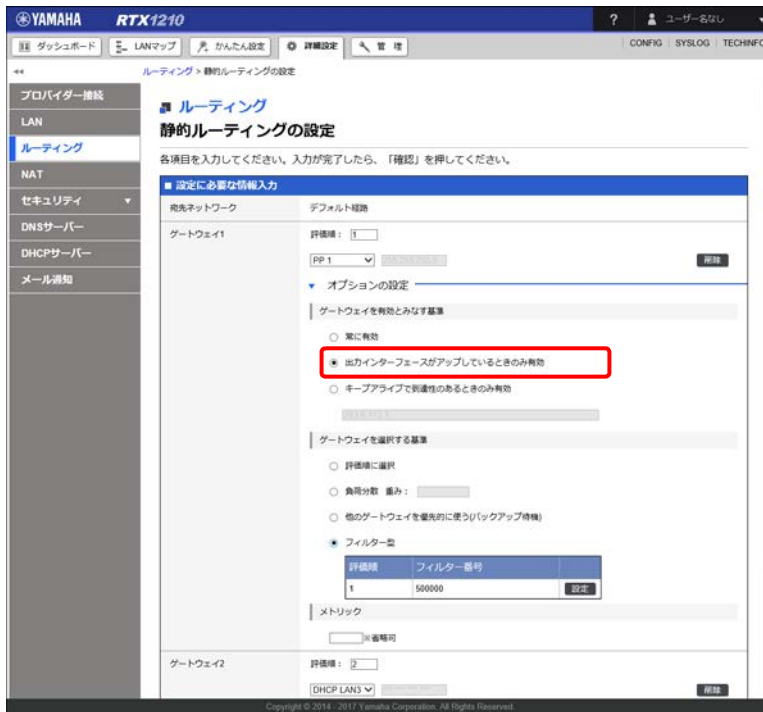 YAMAHA RTX1210 ? ユーザー名なし
ダッシュボード LANマップ かんたん設定 詳細設定 管理 CONFIG SYSLOG TECHINFO
ルーティング > 静的ルーティングの設定
プロバイダー接続
LAN
ルーティング
NAT
セキュリティ
DNSサーバー
DHCPサーバー
メール通知
ルーティング
静的ルーティングの設定
各項目を入力してください。入力が完了したら、「確認」を押してください。
■ 設定に必要な情報入力
宛先ネットワーク デフォルト経路
ゲートウェイ1 評価順： 1
PP 1 削除
オプションの設定
ゲートウェイを有効とみなす基準
常に有効
出力インターフェースがアップしているときのみ有効
キープアライブで到達性のあるときのみ有効
ゲートウェイを選択する基準
評価順に選択
負荷分散 重み：
他のゲートウェイを優先的に使う(バックアップ待機)
フィルター型
評価順 フィルター番号
1 500000 設定
メトリック
※省略可
ゲートウェイ2 評価順： 2
DHCP LAN3 削除
Copyright © 2014 - 2017 Yamaha Corporation. All Rights Reserved.